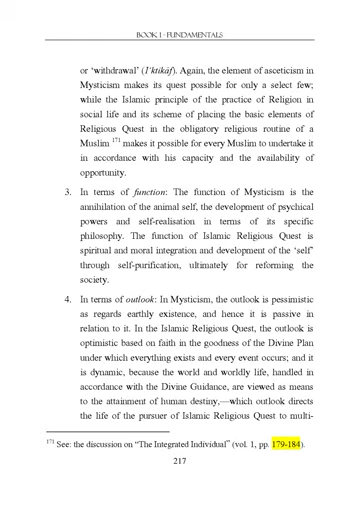 BOOK 1 · FUNDAMENTALS
or ‘withdrawal’ (I‘ktikāf). Again, the element of asceticism in
Mysticism makes its quest possible for only a select few;
while the Islamic principle of the practice of Religion in
social life and its scheme of placing the basic elements of
Religious Quest in the obligatory religious routine of a
Muslim 171 makes it possible for every Muslim to undertake it
in accordance with his capacity and the availability of
opportunity.
3. In terms of function: The function of Mysticism is the
annihilation of the animal self, the development of psychical
powers and self-realisation in terms of its specific
philosophy. The function of Islamic Religious Quest is
spiritual and moral integration and development of the ‘self’
through self-purification, ultimately for reforming the
society.
4. In terms of outlook: In Mysticism, the outlook is pessimistic
as regards earthly existence, and hence it is passive in
relation to it. In the Islamic Religious Quest, the outlook is
optimistic based on faith in the goodness of the Divine Plan
under which everything exists and every event occurs; and it
is dynamic, because the world and worldly life, handled in
accordance with the Divine Guidance, are viewed as means
to the attainment of human destiny,—which outlook directs
the life of the pursuer of Islamic Religious Quest to multi-
171 See: the discussion on “The Integrated Individual” (vol. 1, pp. 179-184).
217